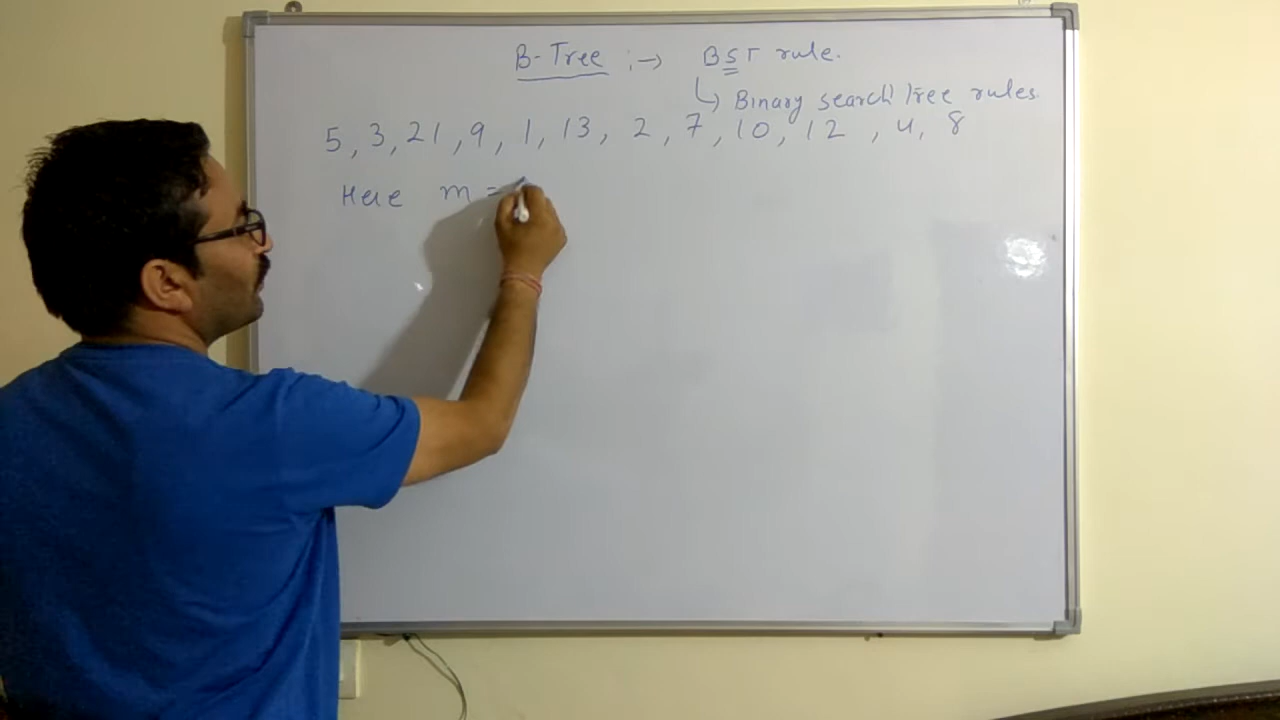 B-Tree :→ BST rule.
↳ Binary search Tree rules.
5, 3, 21, 9, 1, 13, 2, 7, 10, 12 , 4, 8
Here m =